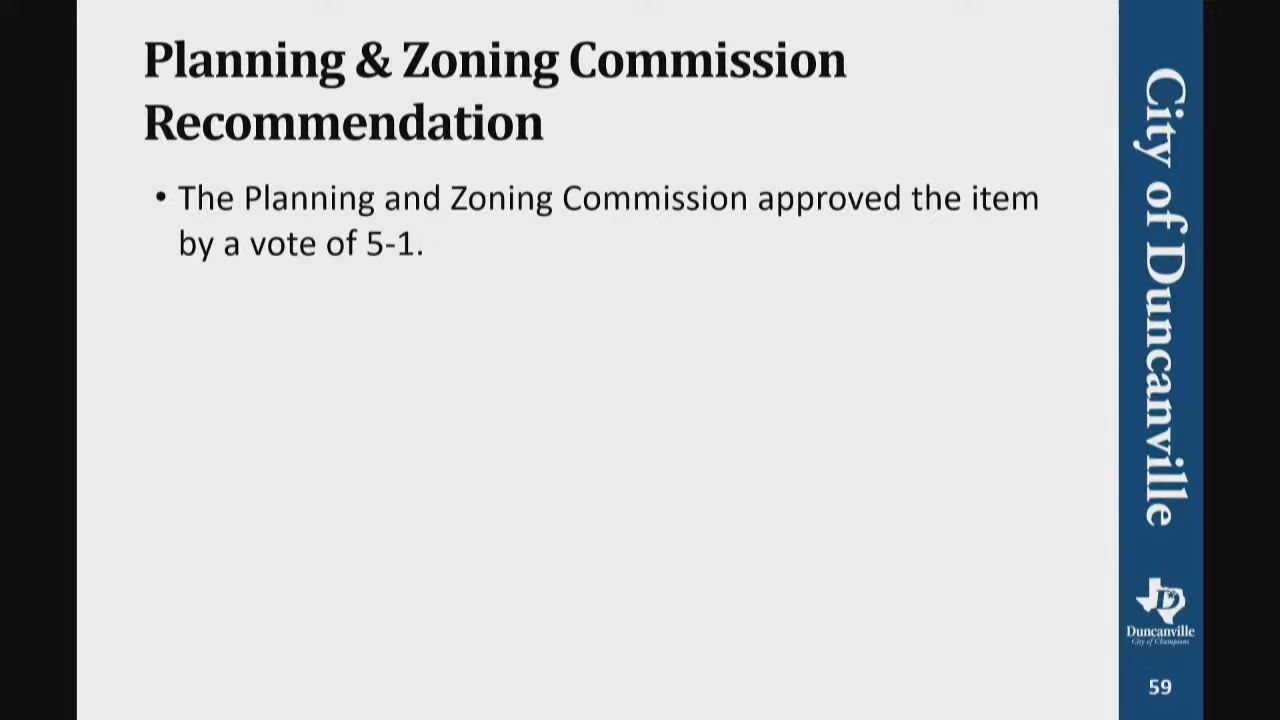 Planning & Zoning Commission
Recommendation
• The Planning and Zoning Commission approved the item
by a vote of 5-1.
City of Duncanville
D
Duncanville
City of Champions
59